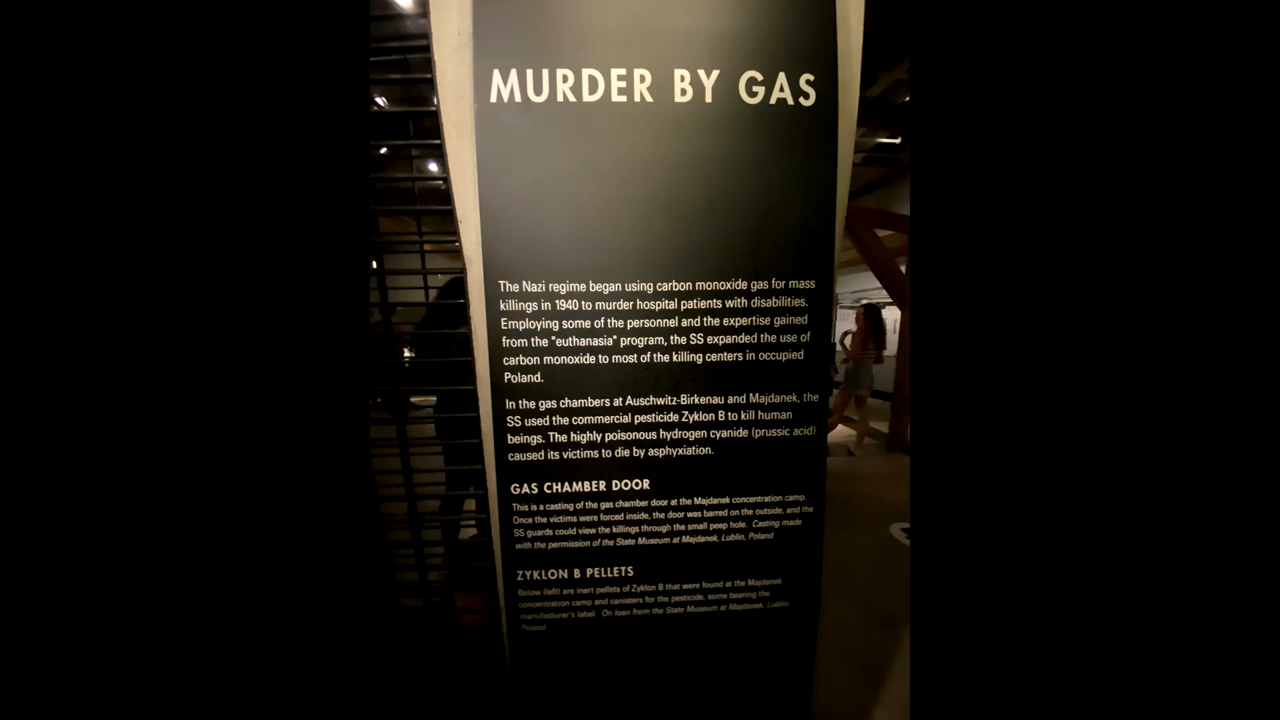 MURDER BY GAS
The Nazi regime began using carbon monoxide gas for mass
killings in 1940 to murder hospital patients with disabilities.
Employing some of the personnel and the expertise gained
from the "euthanasia" program, the SS expanded the use of
carbon monoxide to most of the killing centers in occupied
Poland.
In the gas chambers at Auschwitz-Birkenau and Majdanek, the
SS used the commercial pesticide Zyklon B to kill human
beings. The highly poisonous hydrogen cyanide (prussic acid)
caused its victims to die by asphyxiation.
GAS CHAMBER DOOR
This is a casting of the gas chamber door at the Majdanek concentration camp.
Once the victims were forced inside, the door was barred on the outside, and the
SS guards could view the killings through the small peep hole. Casting made
with the permission of the State Museum at Majdanek, Lublin, Poland
ZYKLON B PELLETS
Below (left) are inert pellets of Zyklon B that were found at the Majdanek
concentration camp and canisters for the pesticide, some bearing the
manufacturer's label. On loan from the State Museum at Majdanek, Lublin,
Poland